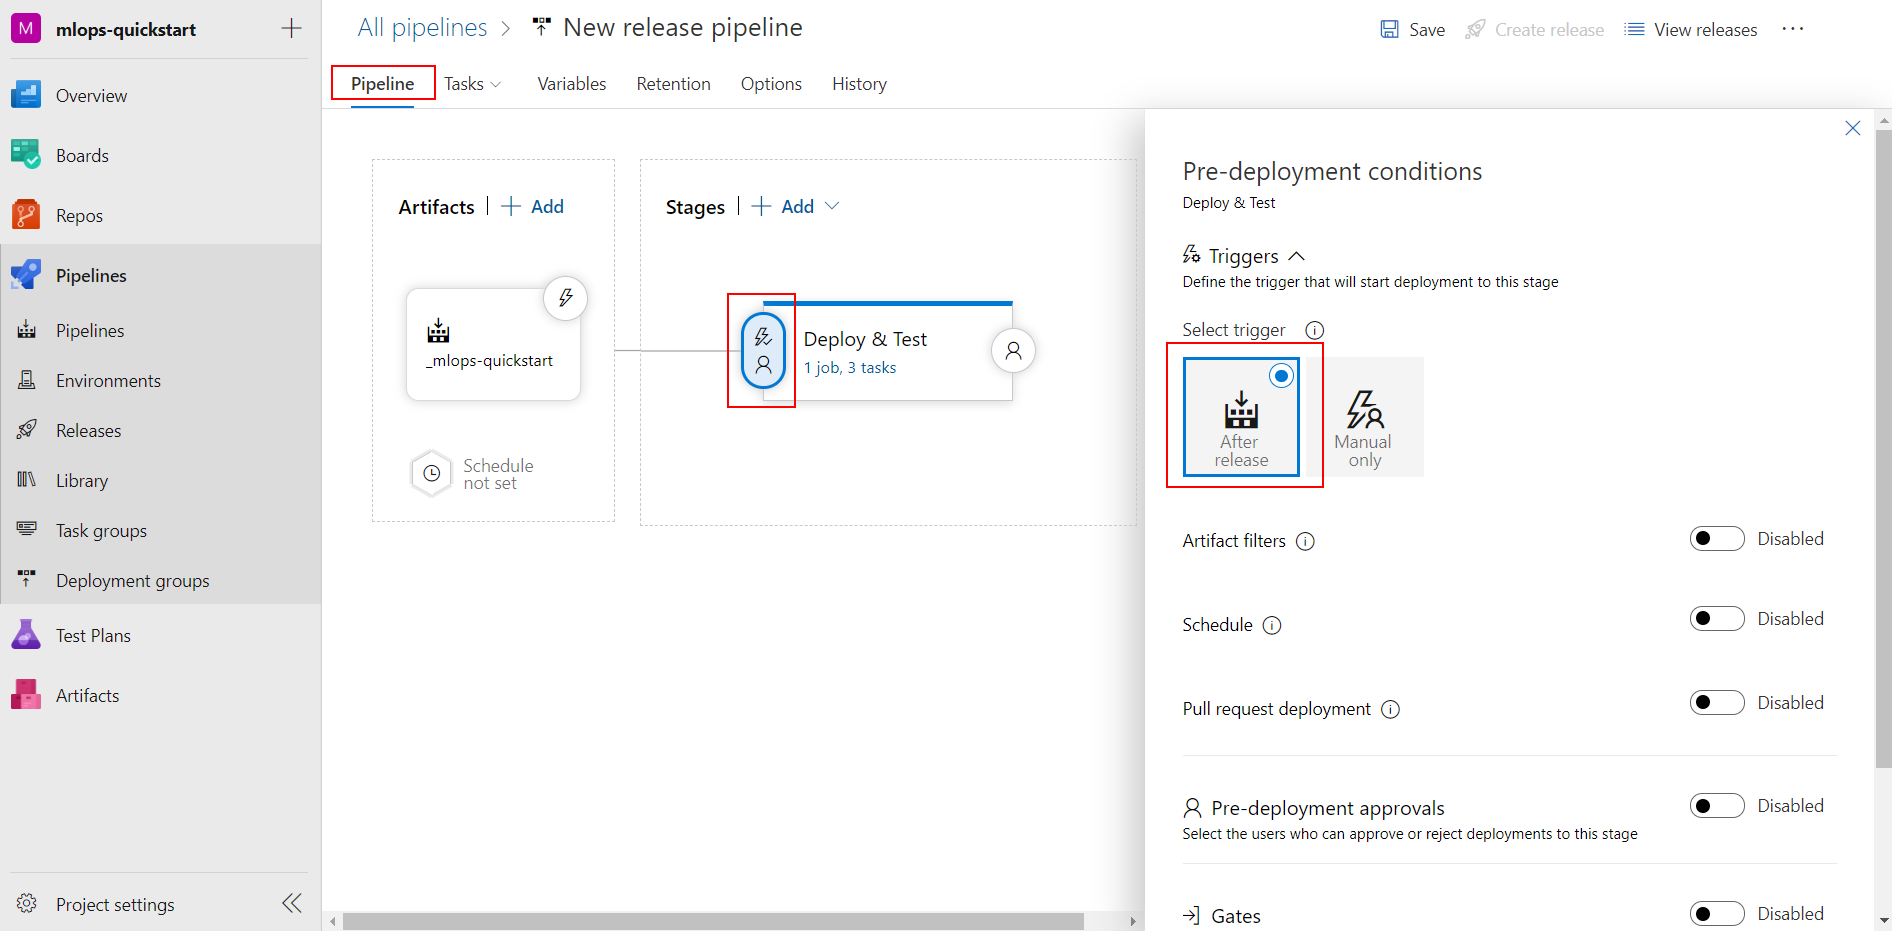 M mlops-quickstart
Overview
Boards
Repos
Pipelines
Pipelines
Environments
Releases
Library
Task groups
Deployment groups
Test Plans
Artifacts
Project settings
All pipelines > New release pipeline
Save Create release View releases ...
Pipeline Tasks Variables Retention Options History
Artifacts | + Add
_mlops-quickstart
Schedule
not set
Stages | + Add
Deploy & Test
1 job, 3 tasks
Pre-deployment conditions
Deploy & Test
Triggers
Define the trigger that will start deployment to this stage
Select trigger
After
release
Manual
only
Artifact filters Disabled
Schedule Disabled
Pull request deployment Disabled
Pre-deployment approvals Disabled
Select the users who can approve or reject deployments to this stage
Gates Disabled